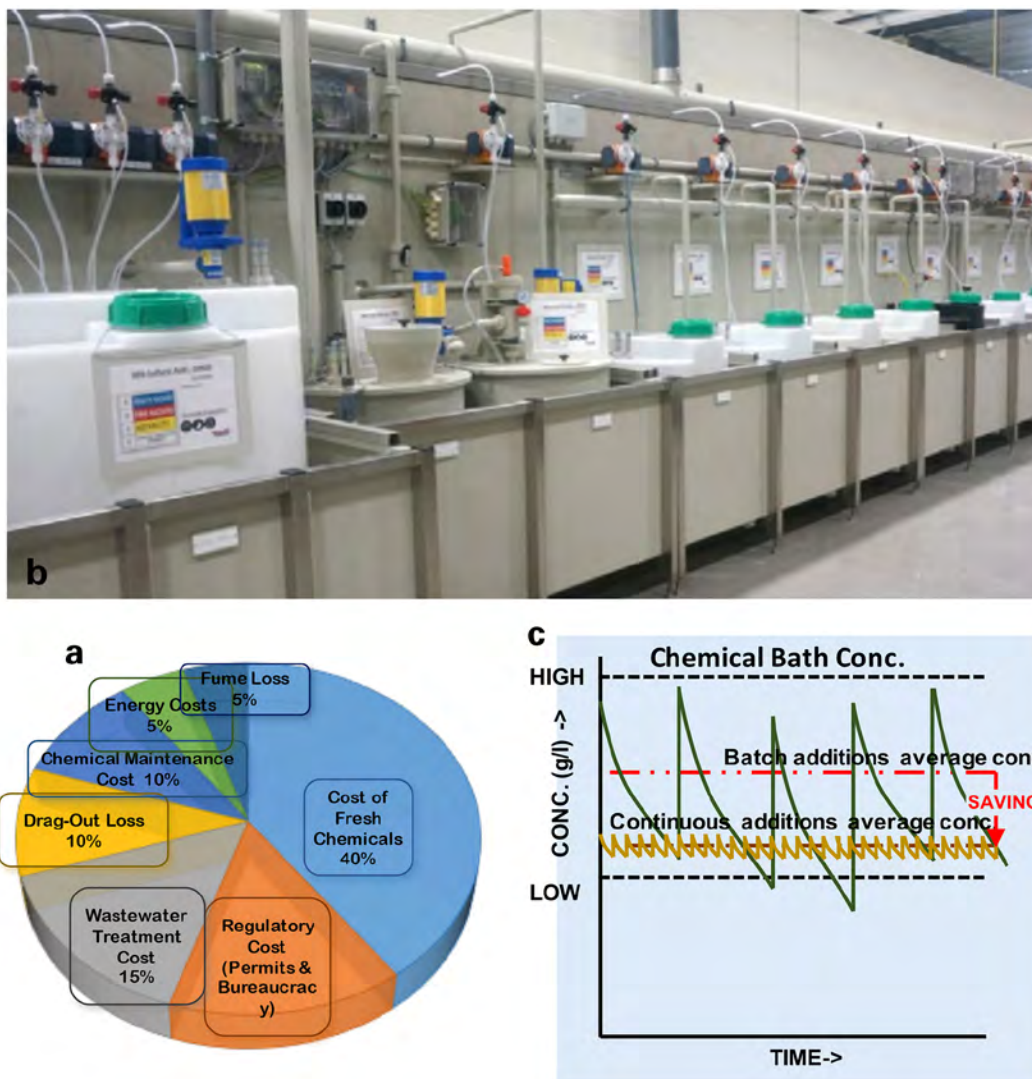 b
a
Fume Loss
5%
Energy Costs
5%
Chemical Maintenance
Cost 10%
Drag-Out Loss
10%
Wastewater
Treatment
Cost
15%
Regulatory
Cost
(Permits &
Bureaucrac
y)
Cost of
Fresh
Chemicals
40%
c
Chemical Bath Conc.
HIGH
CONC. (g/l) ->
Batch additions average con
SAVING
Continuous additions average conc
LOW
TIME->